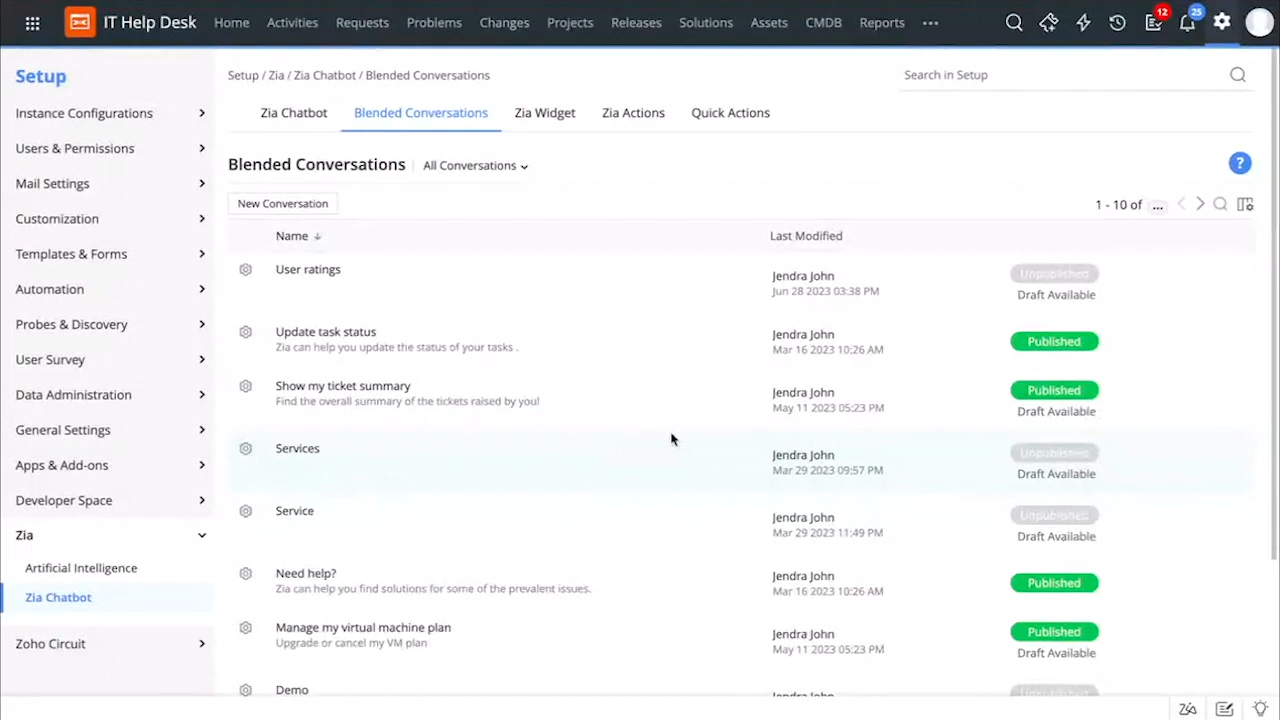 IT Help Desk Home Activities Requests Problems Changes Projects Releases Solutions Assets CMDB Reports ... 12 25
Setup
Instance Configurations
Users & Permissions
Mail Settings
Customization
Templates & Forms
Automation
Probes & Discovery
User Survey
Data Administration
General Settings
Apps & Add-ons
Developer Space
Zia
Artificial Intelligence
Zia Chatbot
Zoho Circuit
Setup / Zia / Zia Chatbot / Blended Conversations
Search in Setup
Zia Chatbot Blended Conversations Zia Widget Zia Actions Quick Actions
Blended Conversations All Conversations
?
New Conversation
1 - 10 of ...
Name Last Modified
User ratings
Jendra John
Jun 28 2023 03:38 PM
Unpublished
Draft Available
Update task status
Zia can help you update the status of your tasks .
Jendra John
Mar 16 2023 10:26 AM
Published
Show my ticket summary
Find the overall summary of the tickets raised by you!
Jendra John
May 11 2023 05:23 PM
Published
Draft Available
Services
Jendra John
Mar 29 2023 09:57 PM
Unpublished
Draft Available
Service
Jendra John
Mar 29 2023 11:49 PM
Unpublished
Draft Available
Need help?
Zia can help you find solutions for some of the prevalent issues.
Jendra John
Mar 16 2023 10:26 AM
Published
Manage my virtual machine plan
Upgrade or cancel my VM plan
Jendra John
May 11 2023 05:23 PM
Published
Draft Available
Demo
Jendra John
Unpublished